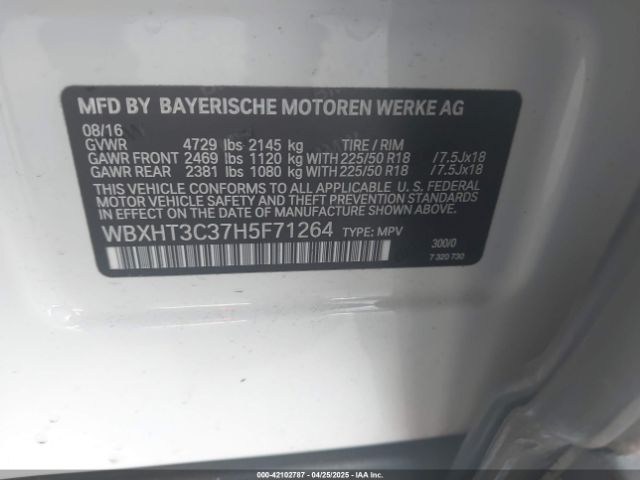 MFD BY BAYERISCHE MOTOREN WERKE AG
08/16
GVWR 4729 lbs 2145 kg TIRE / RIM
GAWR FRONT 2469 lbs 1120 kg WITH 225/50 R18 /7.5Jx18
GAWR REAR 2381 lbs 1080 kg WITH 225/50 R18 /7.5Jx18
THIS VEHICLE CONFORMS TO ALL APPLICABLE U. S. FEDERAL
MOTOR VEHICLE SAFETY, BUMPER, AND THEFT PREVENTION
STANDARDS IN EFFECT ON THE DATE OF MANUFACTURE SHOWN ABOVE.
WBXHT3C37H5F71264 TYPE: MPV
300/0
7 320 730
000-42102787 - 04/25/2025 - IAAI.COM